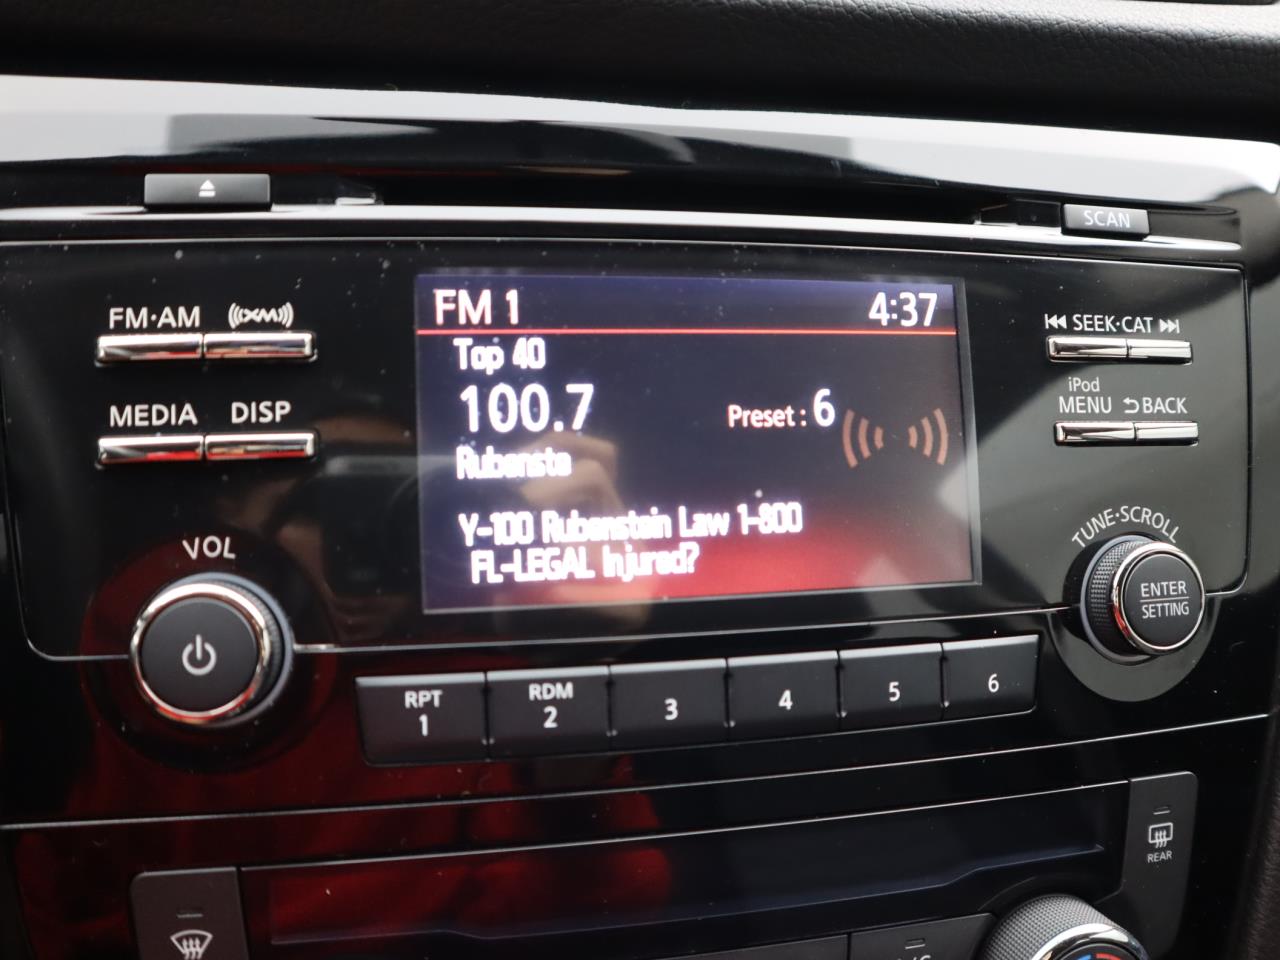 SCAN
FM·AM
((XM))
MEDIA
DISP
VOL
FM 1
4:37
Top 40
100.7
Preset: 6
Rubenste
Y-100 Rubenstein Law 1-800
FL-LEGAL Injured?
SEEK·CAT
iPod
MENU
BACK
TUNE·SCROLL
ENTER
SETTING
RPT
1
RDM
2
3
4
5
6
REAR